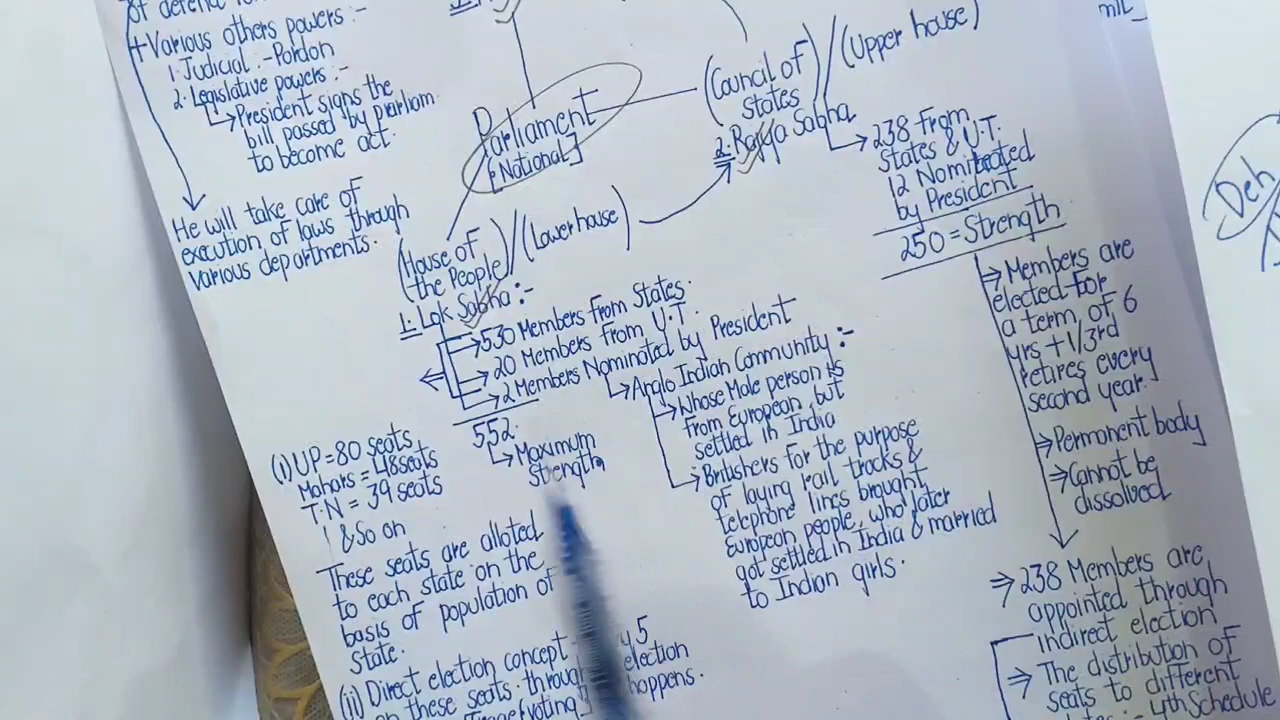 of defence
+Various others powers:-
1. Judicial :- Pardon
2. Legislative powers:-
President signs the
bill passed by parliam
to become act.
He will take care of
execution of laws through
various departments.
Parliament
[National]
(Council of
States)/(Upper house)
2. Rajya Sabha
238 from
States & U.T.
12 Nominated
by President
250 = Strength
(House of
the People)/(Lower house)
1. Lok Sabha:-
530 Members from States.
20 Members from U.T.
2 Members Nominated by President
552.
Maximum
Strength
Anglo Indian Community:-
Whose Male person is
from European, but
settled in India
Britishers for the purpose
of laying rail tracks &
telephone lines brought
European people, who later
got settled in India & married
to Indian girls.
(i) UP = 80 seats
Mahars = 48 seats
T.N = 39 seats
& So on
These seats are alloted
to each state on the
basis of population of
State.
(ii) Direct election concept
5
on these seats. through election
[voting] happens.
Members are
elected for
a term of 6
yrs + 1/3rd
retires every
second year]
Permanent body
Cannot be
dissolved
238 Members are
appointed through
indirect election
The distribution of
seats to different
:- 4th Schedule
Deh